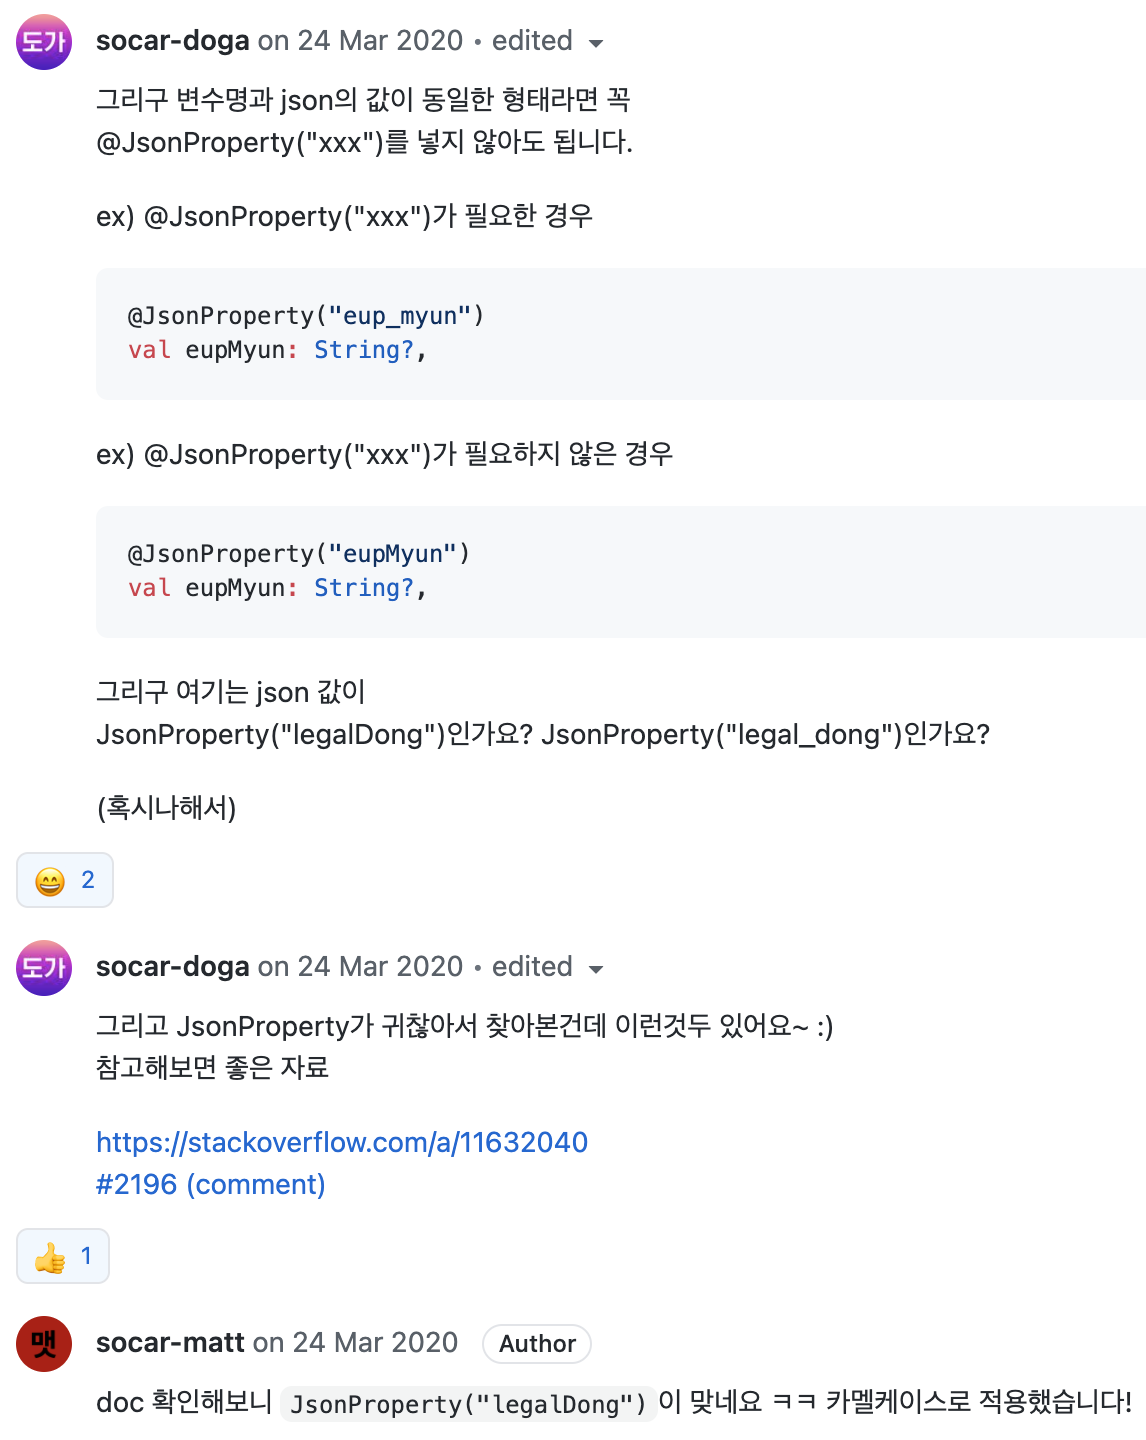 도가
socar-doga on 24 Mar 2020 • edited
그리구 변수명과 json의 값이 동일한 형태라면 꼭
@JsonProperty("xxx")를 넣지 않아도 됩니다.
ex) @JsonProperty("xxx")가 필요한 경우
@JsonProperty("eup_myun")
val eupMyun: String?,
ex) @JsonProperty("xxx")가 필요하지 않은 경우
@JsonProperty("eupMyun")
val eupMyun: String?,
그리구 여기는 json 값이
JsonProperty("legalDong")인가요? JsonProperty("legal_dong")인가요?
(혹시나해서)
😄 2
도가
socar-doga on 24 Mar 2020 • edited
그리고 JsonProperty가 귀찮아서 찾아본건데 이런것두 있어요~ :)
참고해보면 좋은 자료
https://stackoverflow.com/a/11632040
#2196 (comment)
👍 1
맷
socar-matt on 24 Mar 2020 Author
doc 확인해보니 JsonProperty("legalDong")이 맞네요 ㅋㅋ 카멜케이스로 적용했습니다!